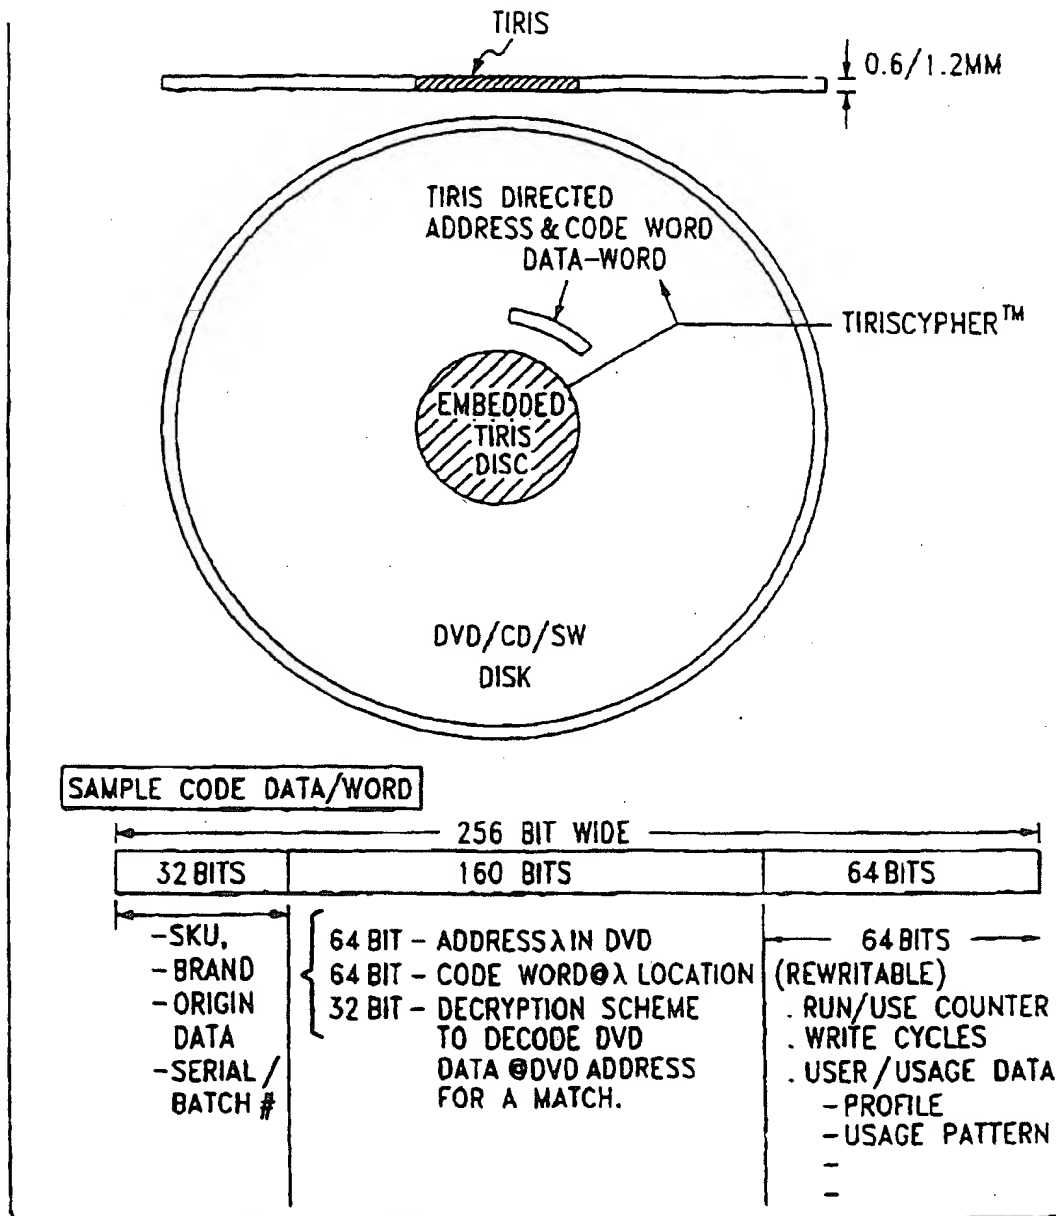 TIRIS
0.6/1.2MM
TIRIS DIRECTED
ADDRESS & CODE WORD
DATA-WORD
TIRISCYPHER™
EMBEDDED
TIRIS
DISC
DVD/CD/SW
DISK
SAMPLE CODE DATA/WORD
256 BIT WIDE
32 BITS
160 BITS
64 BITS
-SKU,
-BRAND
-ORIGIN
DATA
-SERIAL/
BATCH #
64 BIT - ADDRESS λ IN DVD
64 BIT - CODE WORD @ λ LOCATION
32 BIT - DECRYPTION SCHEME
TO DECODE DVD
DATA @ DVD ADDRESS
FOR A MATCH.
64 BITS
(REWRITABLE)
. RUN/USE COUNTER
. WRITE CYCLES
. USER/USAGE DATA
-PROFILE
-USAGE PATTERN
-
-